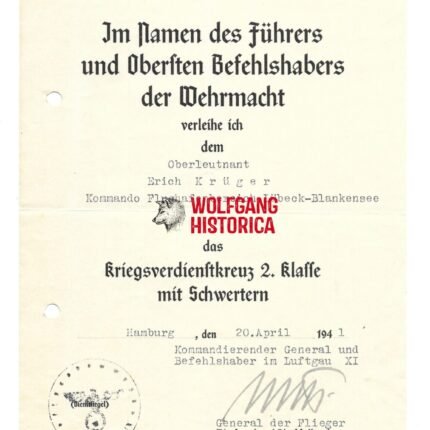 Im Namen des Führers
und Obersten Befehlshabers
der Wehrmacht
verleihe ich
dem
Oberleutnant
Erich Krüger
Kommando Lübeck-Blankensee
WOLFGANG
HISTORICA
das
Kriegsverdienstkreuz 2. Klasse
mit Schwertern
Hamburg , den 20.April 1941
Kommandierender General und
Befehlshaber im Luftgau XI
(Dienstsiegel)
General der Flieger